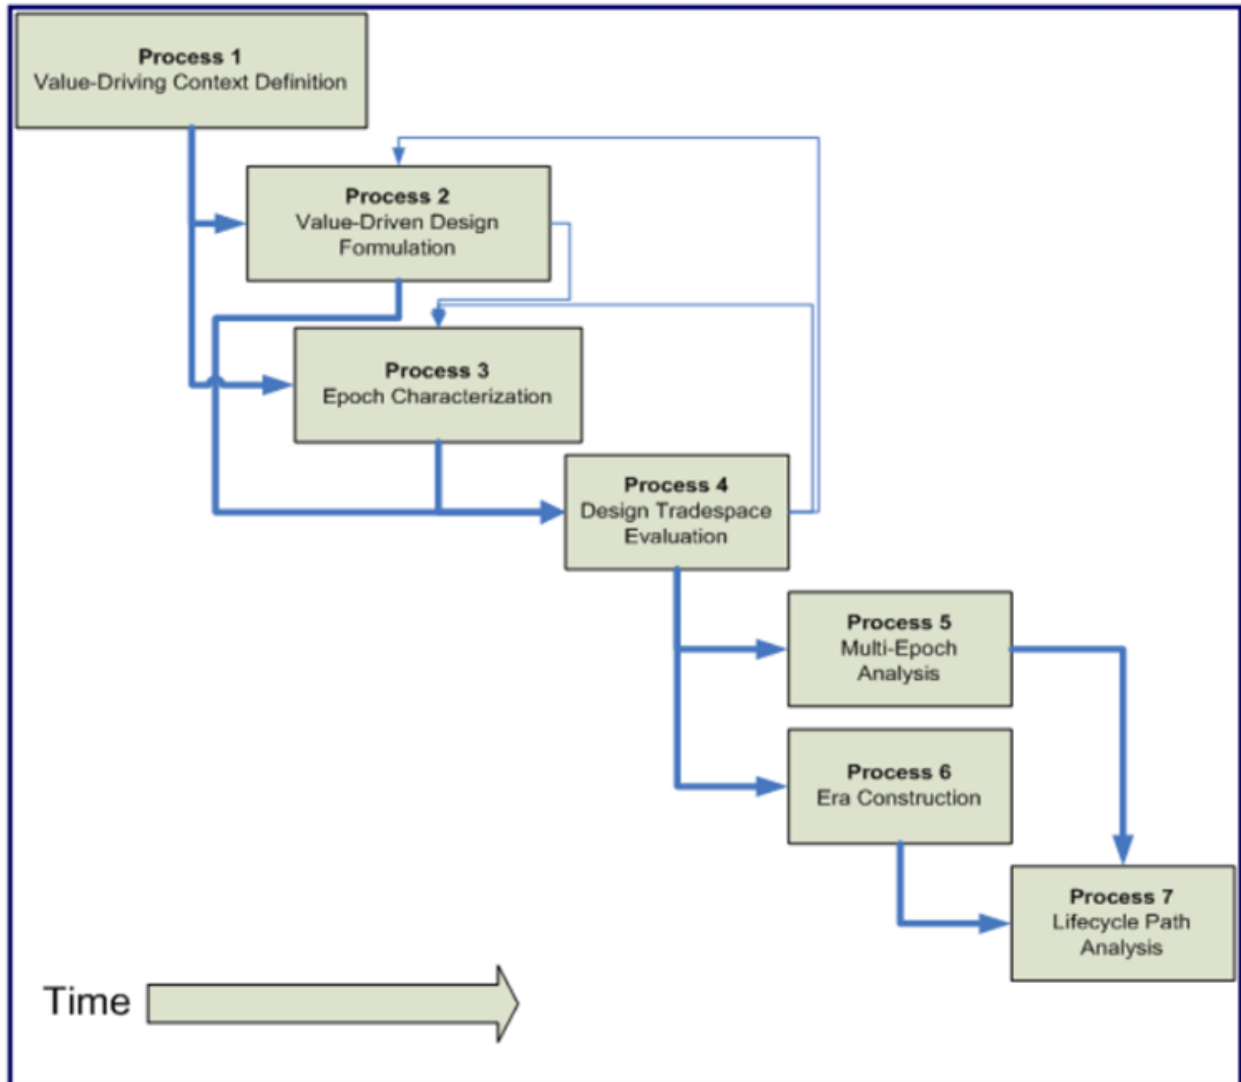 Process 1
Value-Driving Context Definition
Process 2
Value-Driven Design
Formulation
Process 3
Epoch Characterization
Process 4
Design Tradespace
Evaluation
Process 5
Multi-Epoch
Analysis
Process 6
Era Construction
Process 7
Lifecycle Path
Analysis
Time